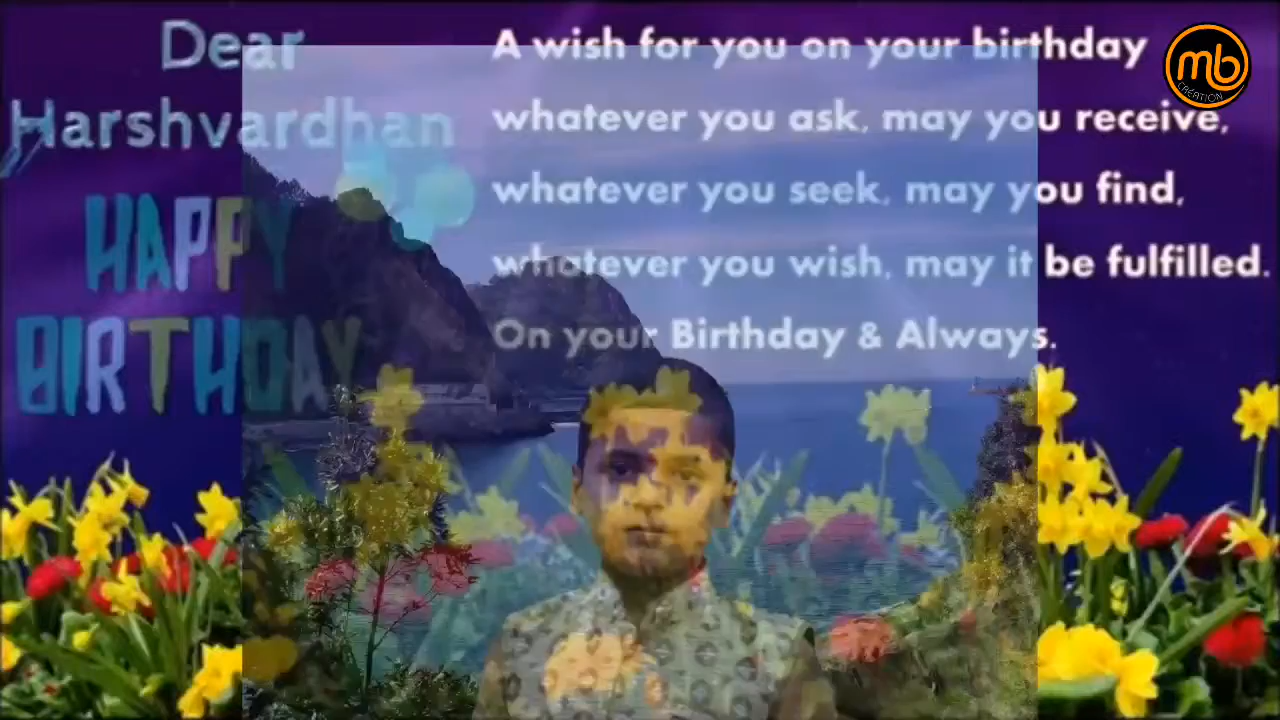 Dear
Harshvardhan
HAPPY
BIRTHDAY
A wish for you on your birthday
whatever you ask, may you receive,
whatever you seek, may you find,
whatever you wish, may it be fulfilled.
On your Birthday & Always.
mb
CREATION